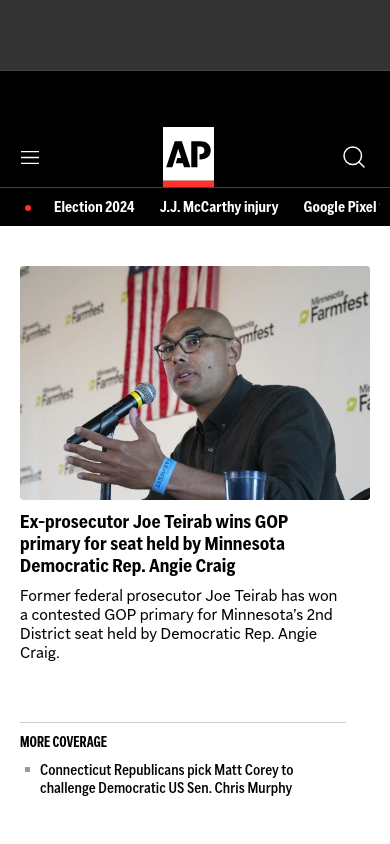 AP
Election 2024 J.J. McCarthy injury Google Pixel
Minnesota
Farmfest
Minnesota
Farmfest
Farmfest
Ex-prosecutor Joe Teirab wins GOP
primary for seat held by Minnesota
Democratic Rep. Angie Craig
Former federal prosecutor Joe Teirab has won
a contested GOP primary for Minnesota's 2nd
District seat held by Democratic Rep. Angie
Craig.
MORE COVERAGE
Connecticut Republicans pick Matt Corey to
challenge Democratic US Sen. Chris Murphy